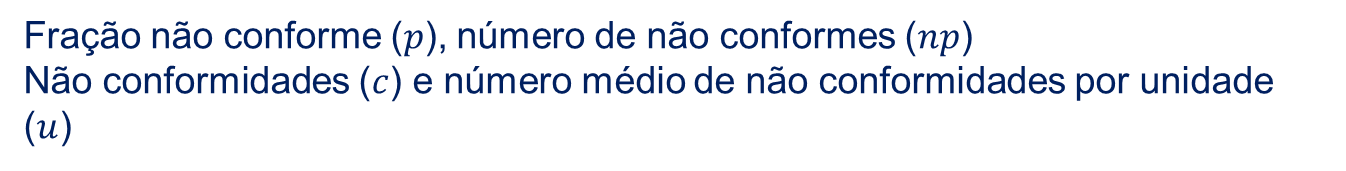 Fração não conforme (𝑝), número de não conformes (𝑛𝑝)
Não conformidades (𝑐) e número médio de não conformidades por unidade
(𝑢)